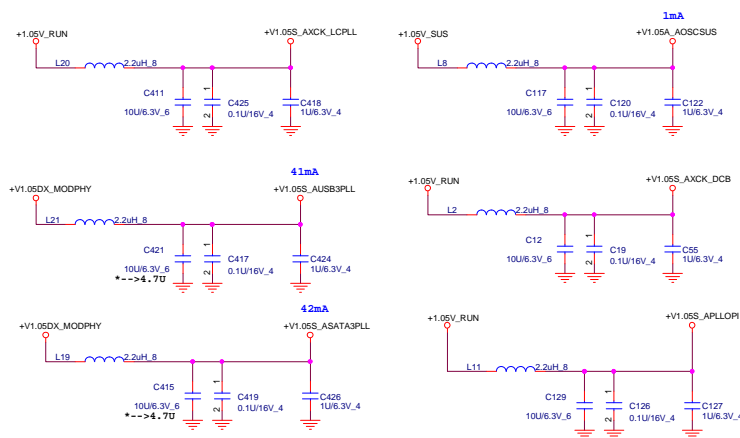 +1.05V_RUN
+V1.05S_AXCK_LCPLL
L20
2.2uH_8
C411
10U/6.3V_6
1
2
C425
0.1U/16V_4
C418
1U/6.3V_4
1mA
+1.05V_SUS
+V1.05A_AOSCSUS
L8
2.2uH_8
C117
10U/6.3V_6
1
2
C120
0.1U/16V_4
C122
1U/6.3V_4
41mA
+V1.05DX_MODPHY
+V1.05S_AUSB3PLL
L21
2.2uH_8
C421
10U/6.3V_6
*-->4.7U
1
2
C417
0.1U/16V_4
C424
1U/6.3V_4
+1.05V_RUN
+V1.05S_AXCK_DCB
L2
2.2uH_8
C12
10U/6.3V_6
1
2
C19
0.1U/16V_4
C55
1U/6.3V_4
42mA
+V1.05DX_MODPHY
+V1.05S_ASATA3PLL
L19
2.2uH_8
C415
10U/6.3V_6
*-->4.7U
1
2
C419
0.1U/16V_4
C426
1U/6.3V_4
+1.05V_RUN
+V1.05S_APLLOPI
L11
2.2uH_8
C129
10U/6.3V_6
1
2
C126
0.1U/16V_4
C127
1U/6.3V_4